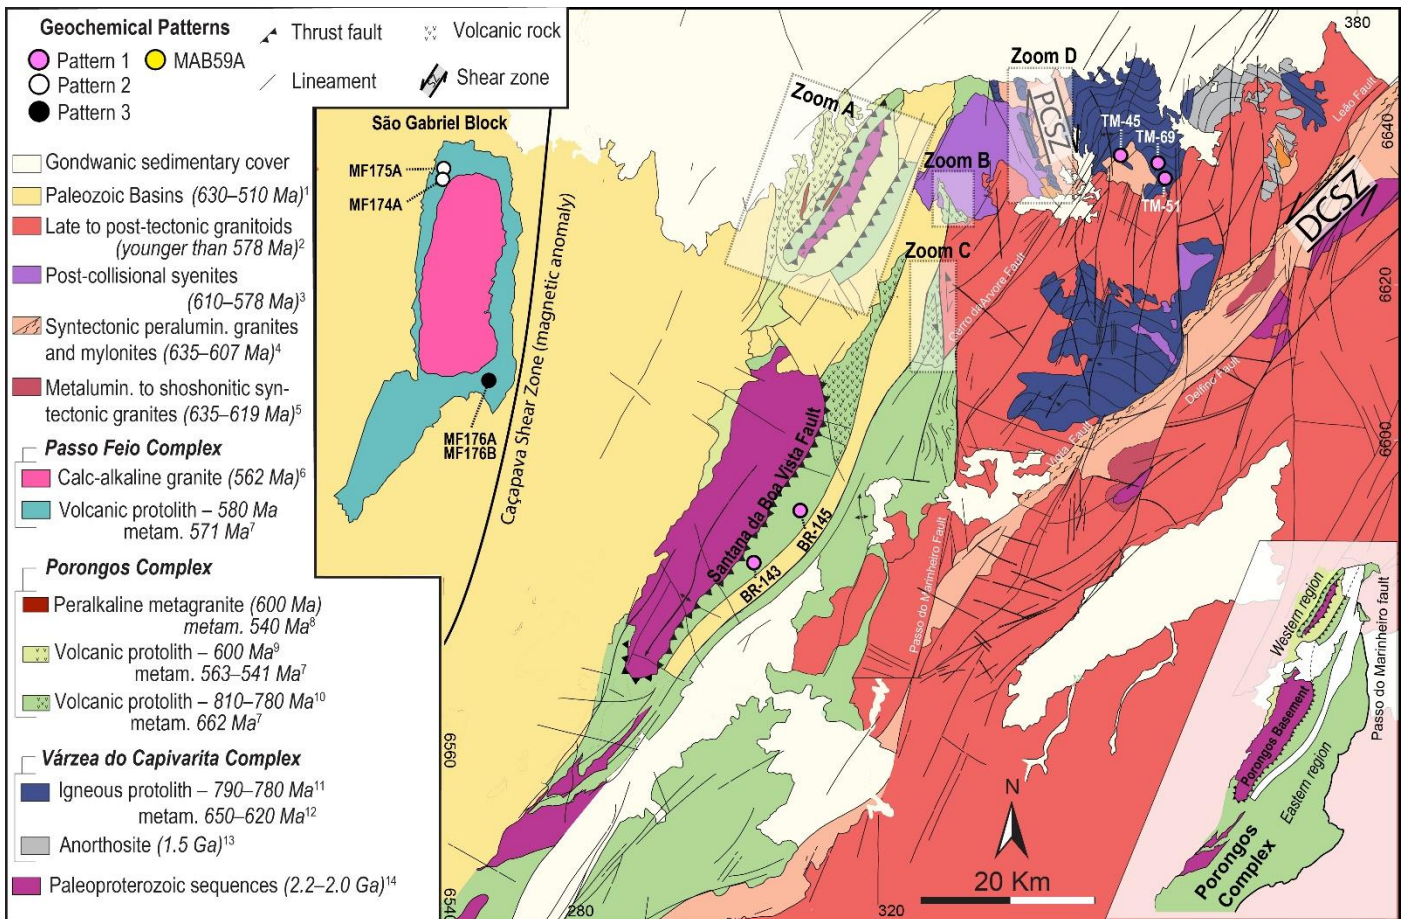 Geochemical Patterns
Pattern 1
MAB59A
Pattern 2
Pattern 3
Thrust fault
Volcanic rock
Lineament
Shear zone
Gondwanic sedimentary cover
Paleozoic Basins (630–510 Ma)¹
Late to post-tectonic granitoids
(younger than 578 Ma)²
Post-collisional syenites
(610–578 Ma)³
Syntectonic peralumin. granites
and mylonites (635–607 Ma)⁴
Metalumin. to shoshonitic syn-
tectonic granites (635–619 Ma)⁵
Passo Feio Complex
Calc-alkaline granite (562 Ma)⁶
Volcanic protolith – 580 Ma
metam. 571 Ma⁷
Porongos Complex
Peralkaline metagranite (600 Ma)
metam. 540 Ma⁸
Volcanic protolith – 600 Ma⁹
metam. 563–541 Ma⁷
Volcanic protolith – 810–780 Ma¹⁰
metam. 662 Ma⁷
Várzea do Capivarita Complex
Igneous protolith – 790–780 Ma¹¹
metam. 650–620 Ma¹²
Anorthosite (1.5 Ga)¹³
Paleoproterozoic sequences (2.2–2.0 Ga)¹⁴
São Gabriel Block
MF175A
MF174A
MF176A
MF176B
Caçapava Shear Zone (magnetic anomaly)
Zoom A
Zoom B
Zoom C
Zoom D
PCSZ
TM-45
TM-69
TM-51
DCSZ
Leão Fault
Cerro da Arvore Fault
Delfino Fault
Fault
Passo do Marinheiro Fault
Santana da Boa Vista Fault
BR-145
BR-143
380
6640
6620
6600
6560
6540
280
320
N
20 Km
Western region
Porongos Basement
Eastern region
Passo do Marinheiro fault
Porongos
Complex